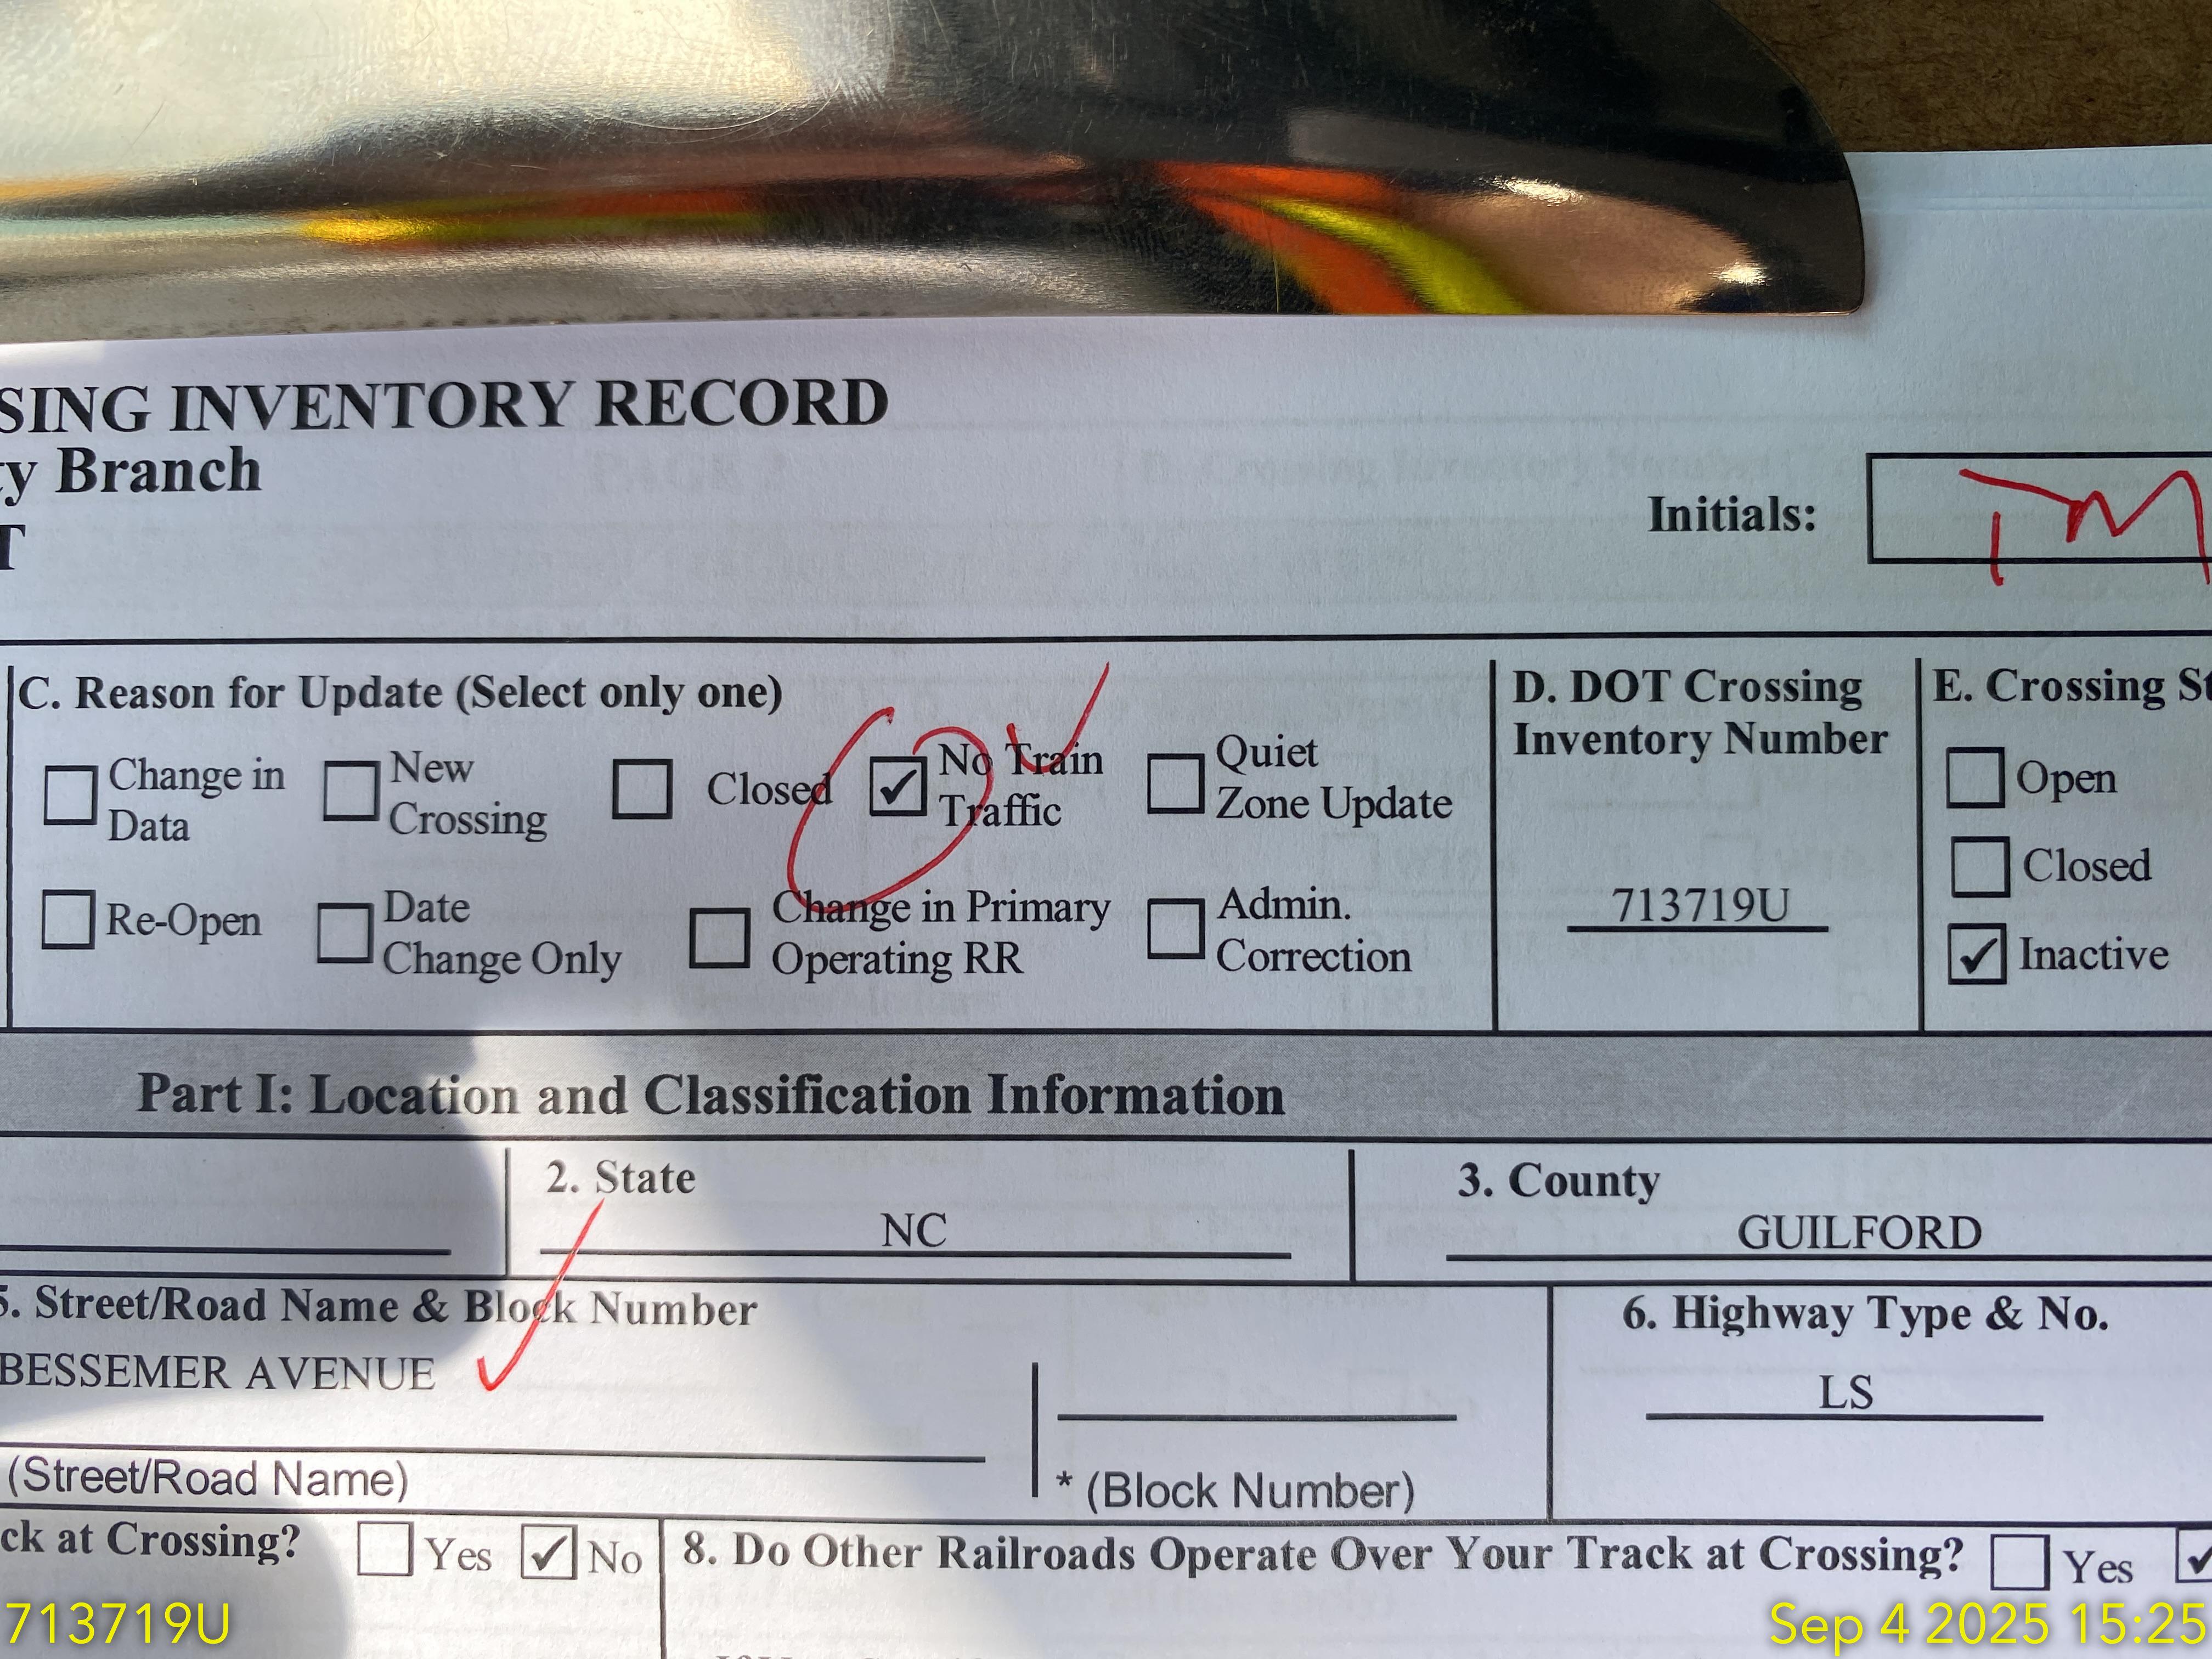 SING INVENTORY RECORD
ty Branch
T
Initials: TM
C. Reason for Update (Select only one)
Change in Data
New Crossing
Closed
✓ No Train Traffic
Quiet Zone Update
Re-Open
Date Change Only
Change in Primary Operating RR
Admin. Correction
D. DOT Crossing Inventory Number
713719U
E. Crossing St
Open
Closed
✓ Inactive
Part I: Location and Classification Information
2. State
NC
3. County
GUILFORD
5. Street/Road Name & Block Number
BESSEMER AVENUE
(Street/Road Name)
* (Block Number)
6. Highway Type & No.
LS
ck at Crossing? Yes ✓ No
8. Do Other Railroads Operate Over Your Track at Crossing? Yes ✓
713719U
Sep 4 2025 15:25